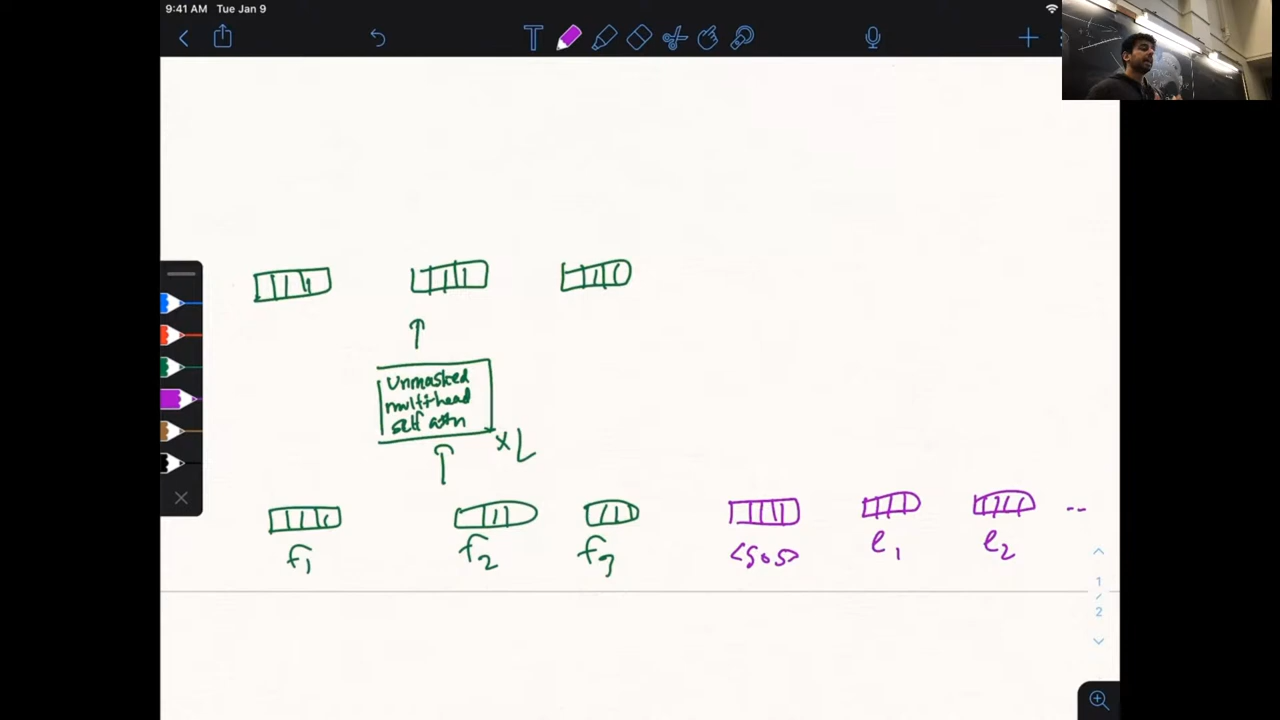 9:41 AM Tue Jan 9
Unmasked
multihead
self attn
x L
f1
f2
f3
<sos>
e1
e2
...
1
/
2